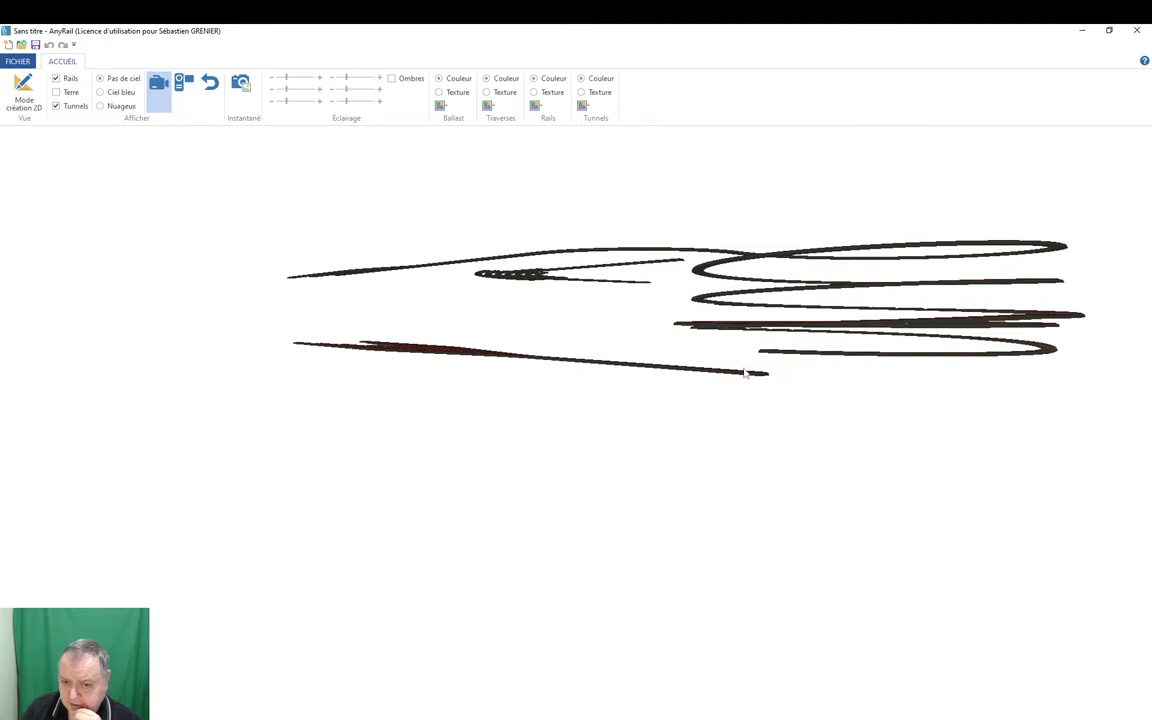 Sans titre - AnyRail (Licence d'utilisation pour Sébastien GRENIER)
FICHIER ACCUEIL
Rails Pas de ciel Ombres Couleur Couleur Couleur Couleur
Terre Ciel bleu Texture Texture Texture Texture
Mode
création 2D
Tunnels Nuageux
Vue Afficher Instantané Éclairage Ballast Traverses Rails Tunnels